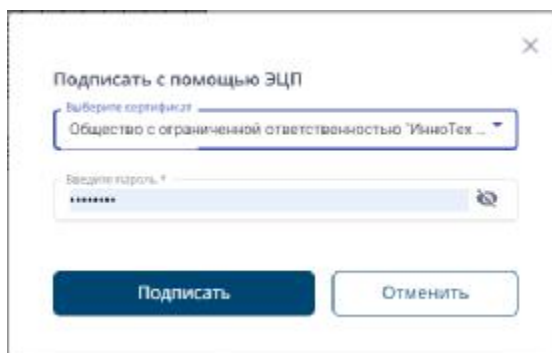 Подписать с помощью ЭЦП
Выберите сертификат
Общество с ограниченной ответственностью "ИнноТех ...
Введите пароль *
••••••••
Подписать
Отменить